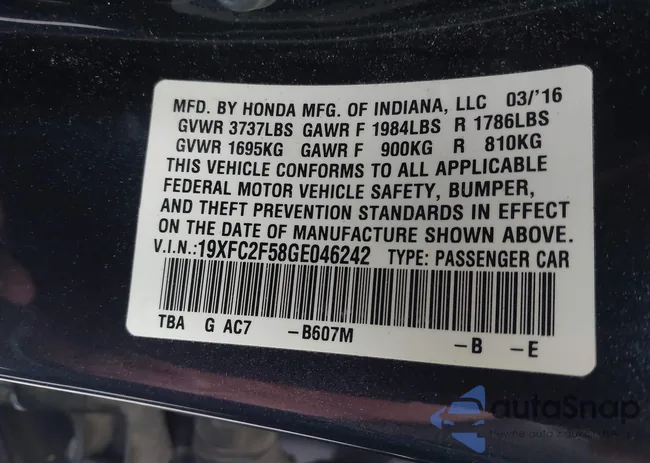 MFD. BY HONDA MFG. OF INDIANA, LLC 03/'16
GVWR 3737LBS GAWR F 1984LBS R 1786LBS
GVWR 1695KG GAWR F 900KG R 810KG
THIS VEHICLE CONFORMS TO ALL APPLICABLE
FEDERAL MOTOR VEHICLE SAFETY, BUMPER,
AND THEFT PREVENTION STANDARDS IN EFFECT
ON THE DATE OF MANUFACTURE SHOWN ABOVE.
V.I.N.: 19XFC2F58GE046242 TYPE: PASSENGER CAR
TBA G AC7 -B607M -B -E
autoSnap
Pewne auta z